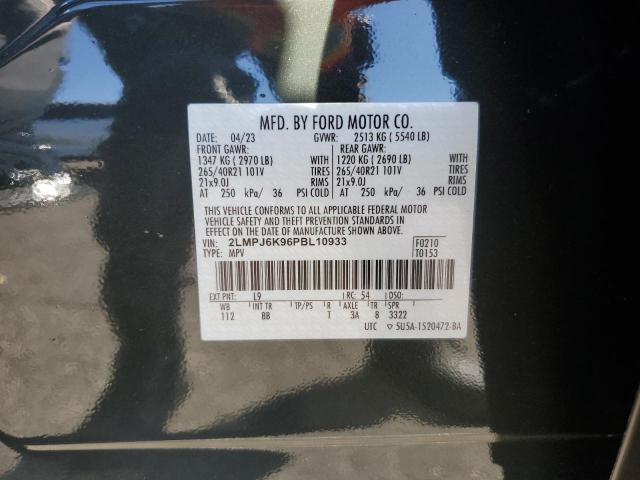 MFD. BY FORD MOTOR CO.
DATE 04/23 GVWR: 2513 KG ( 5540 LB)
FRONT GAWR: REAR GAWR:
1347 KG ( 2970 LB) WITH 1220 KG ( 2690 LB) WITH
265/40R21 101V TIRES 265/40R21 101V TIRES
21x9.0J RIMS 21x9.0J RIMS
AT 250 kPa/ 36 PSI COLD AT 250 kPa/ 36 PSI COLD
THIS VEHICLE CONFORMS TO ALL APPLICABLE FEDERAL MOTOR
VEHICLE SAFETY AND THEFT PREVENTION STANDARDS IN
EFFECT ON THE DATE OF MANUFACTURE SHOWN ABOVE.
VIN: 2LMPJ6K96PBL10933 F0210
TYPE: MPV T0153
EXT PNT: L9 RC: 54 DSO:
WB INT TR TP/PS R AXLE TR SPR
112 BB T 3A 8 3322
UTC ▽ 5U5A-1520472-BA